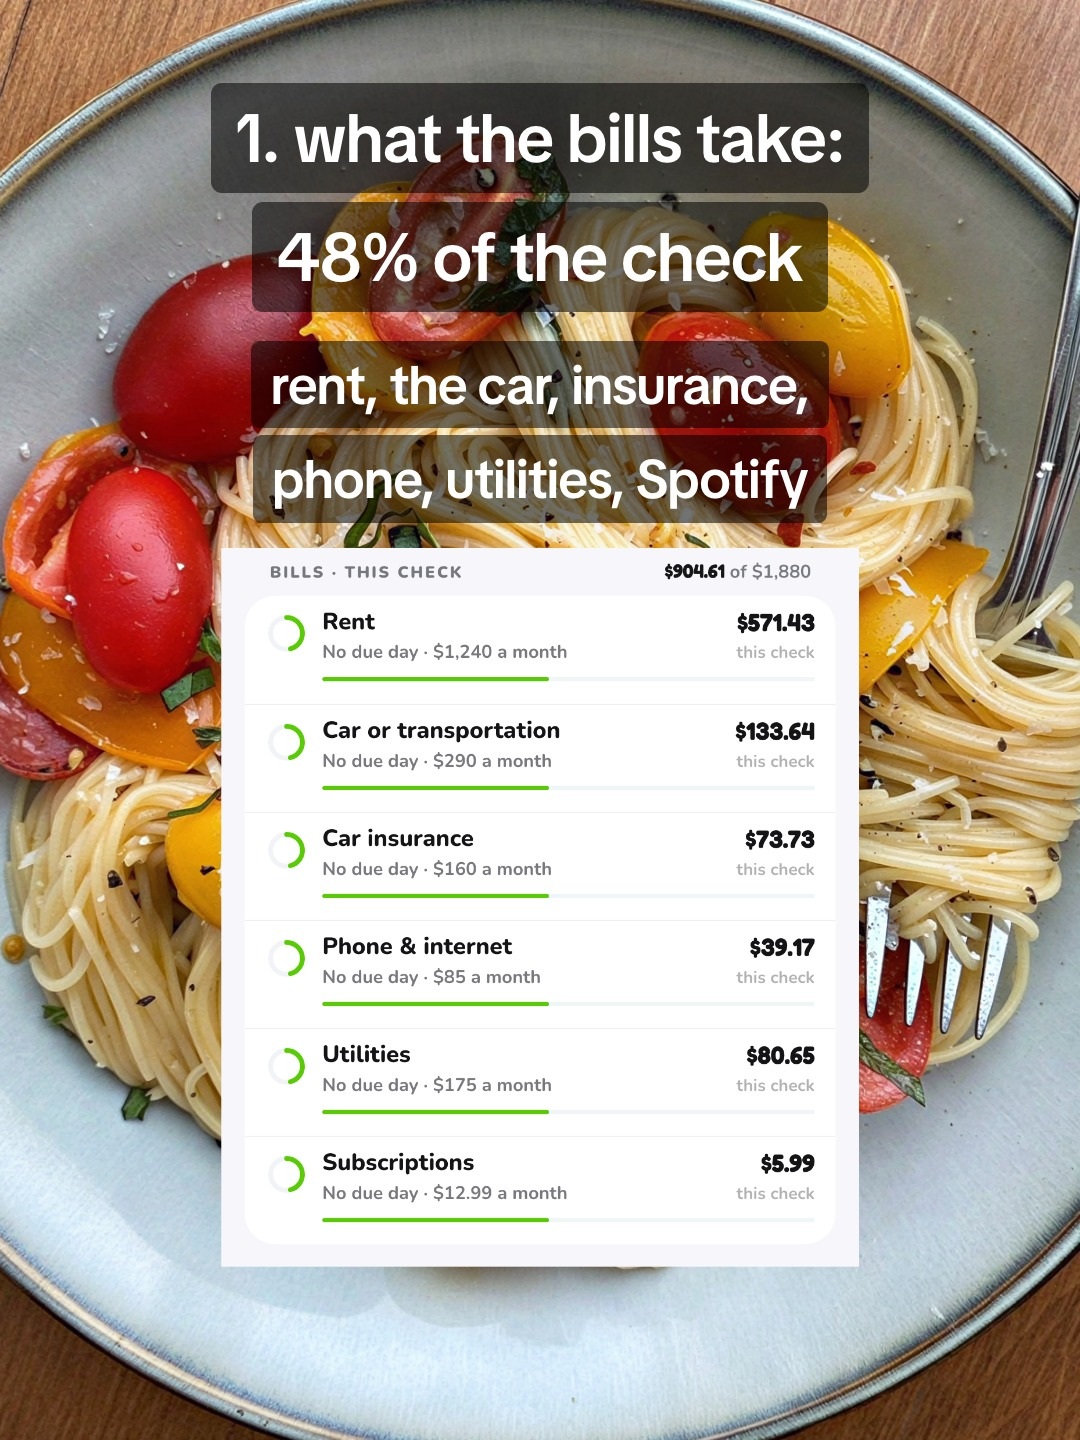 1. what the bills take:
48% of the check
rent, the car, insurance,
phone, utilities, Spotify
BILLS · THIS CHECK $904.61 of $1,880
Rent $571.43
No due day · $1,240 a month this check
Car or transportation $133.64
No due day · $290 a month this check
Car insurance $73.73
No due day · $160 a month this check
Phone & internet $39.17
No due day · $85 a month this check
Utilities $80.65
No due day · $175 a month this check
Subscriptions $5.99
No due day · $12.99 a month this check